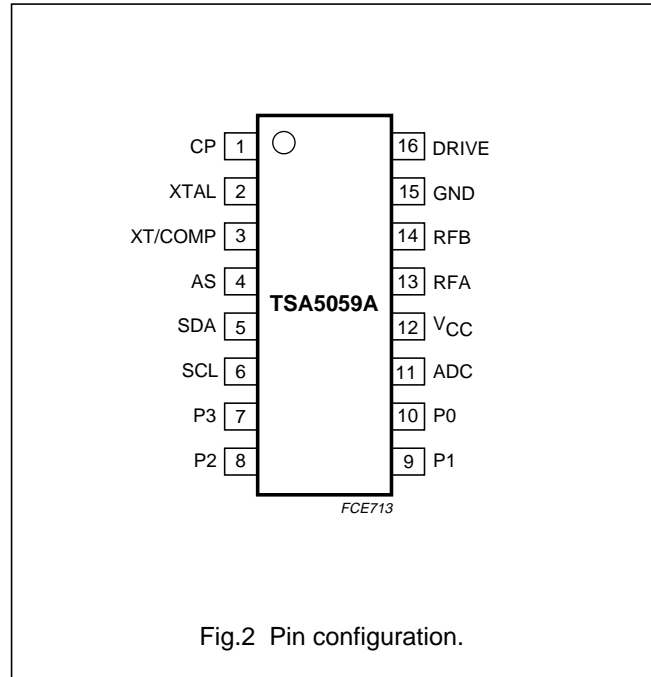 CP 1 16 DRIVE
XTAL 2 15 GND
XT/COMP 3 14 RFB
AS 4 13 RFA
TSA5059A
SDA 5 12 VCC
SCL 6 11 ADC
P3 7 10 P0
P2 8 9 P1
FCE713
Fig.2 Pin configuration.